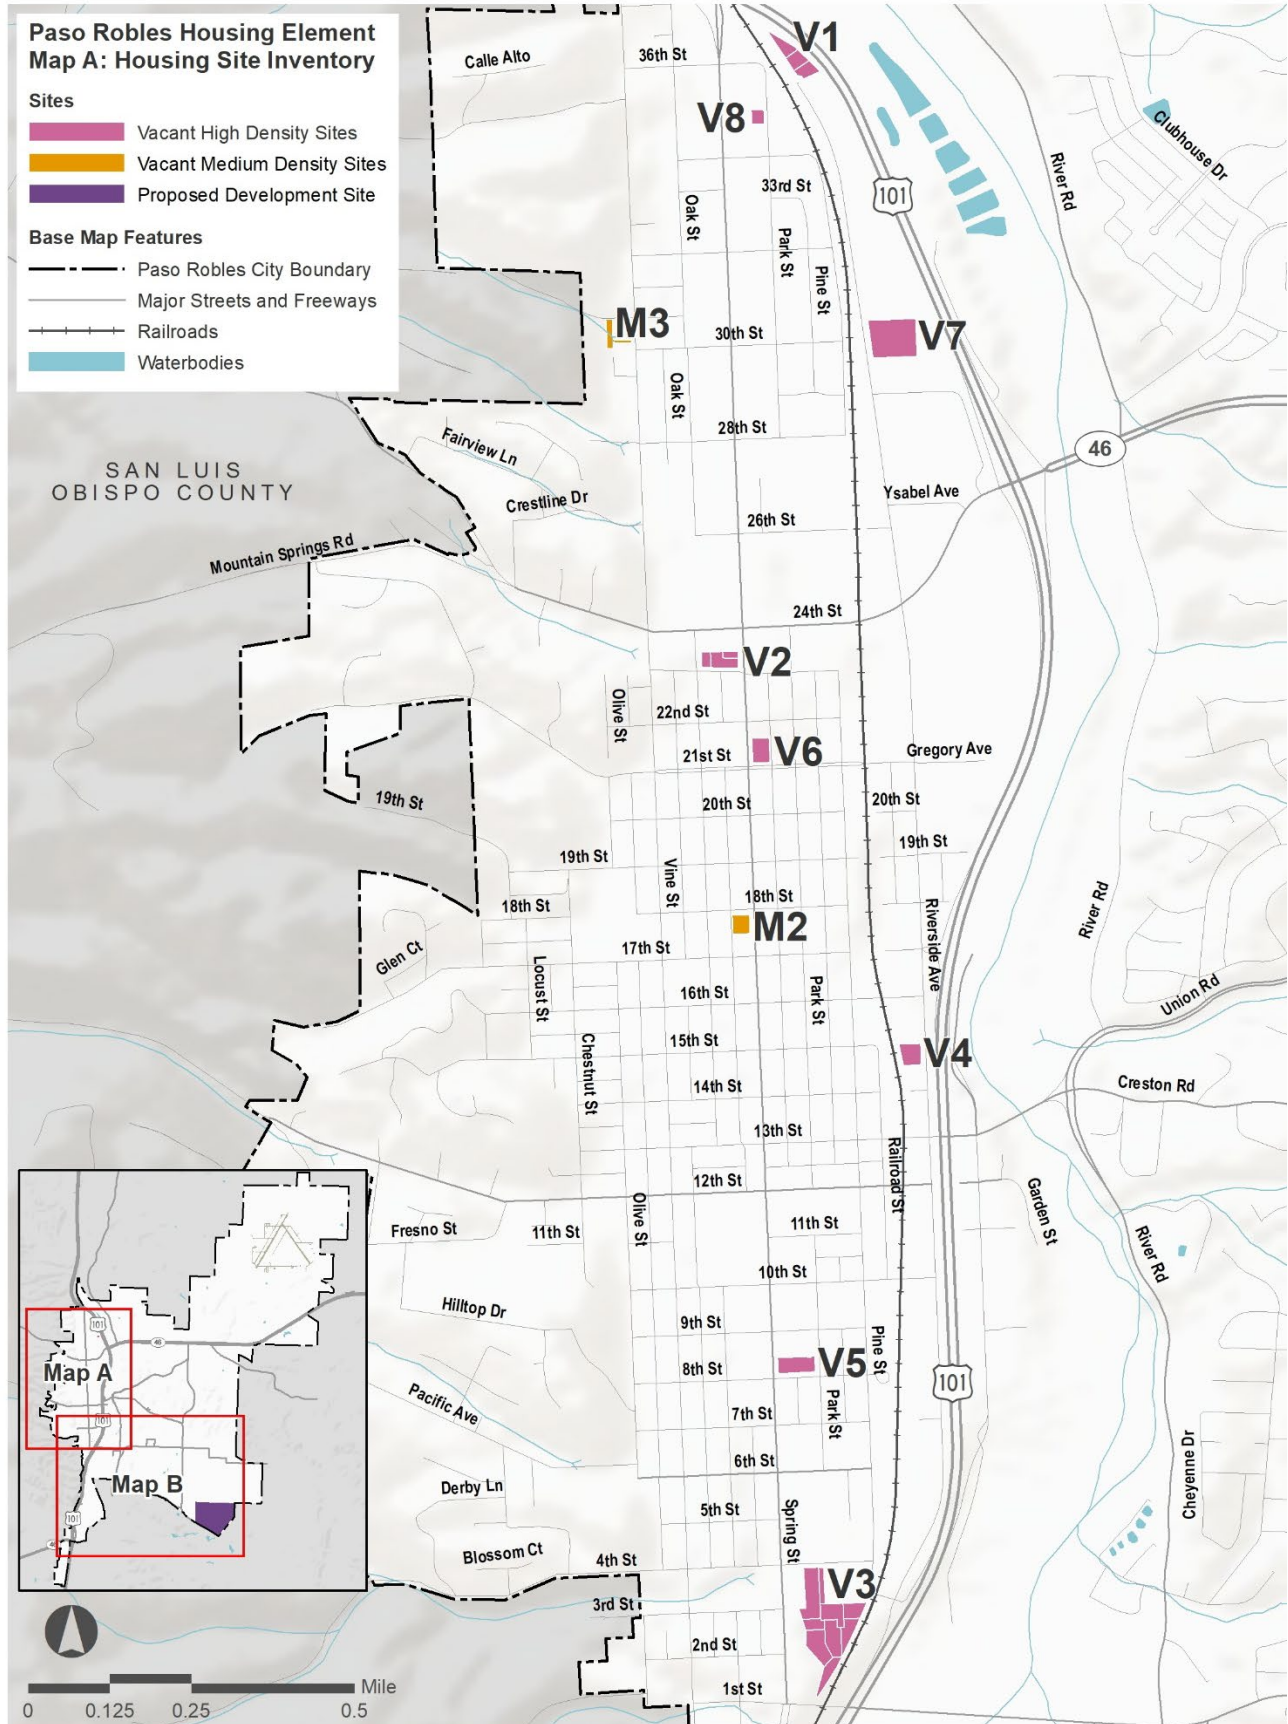 Paso Robles Housing Element
Map A: Housing Site Inventory
Sites
Vacant High Density Sites
Vacant Medium Density Sites
Proposed Development Site
Base Map Features
Paso Robles City Boundary
Major Streets and Freeways
Railroads
Waterbodies
Calle Alto
36th St
V1
V8
Clubhouse Dr
River Rd
33rd St
101
Oak St
Park St
Pine St
M3
30th St
V7
Oak St
28th St
Fairview Ln
46
SAN LUIS
OBISPO COUNTY
Crestline Dr
Ysabel Ave
26th St
Mountain Springs Rd
24th St
V2
Olive St
22nd St
21st St
V6
Gregory Ave
19th St
20th St
20th St
19th St
19th St
Vine St
18th St
18th St
Riverside Ave
River Rd
M2
Glen Ct
17th St
Locust St
16th St
Park St
Union Rd
15th St
Chestnut St
V4
14th St
Creston Rd
13th St
Railroad St
12th St
Olive St
Garden St
Fresno St
11th St
11th St
River Rd
10th St
Hilltop Dr
9th St
Pine St
8th St
V5
101
Pacific Ave
7th St
Park St
6th St
Derby Ln
Cheyenne Dr
5th St
Spring St
Blossom Ct
4th St
V3
3rd St
2nd St
1st St
101
46
Map A
101
Map B
101
46
Mile
0 0.125 0.25 0.5